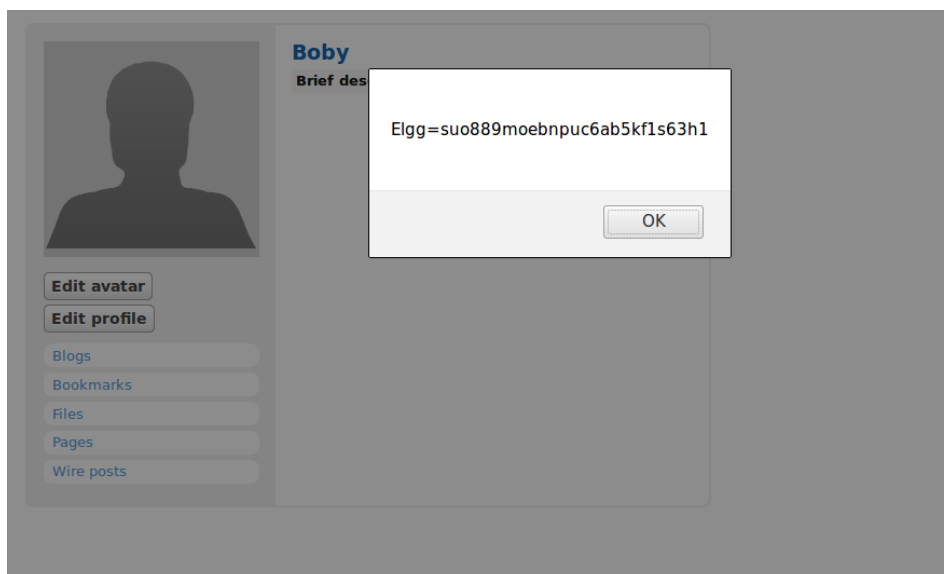 Boby
Brief des
Elgg=suo889moebnpuc6ab5kf1s63h1
OK
Edit avatar
Edit profile
Blogs
Bookmarks
Files
Pages
Wire posts